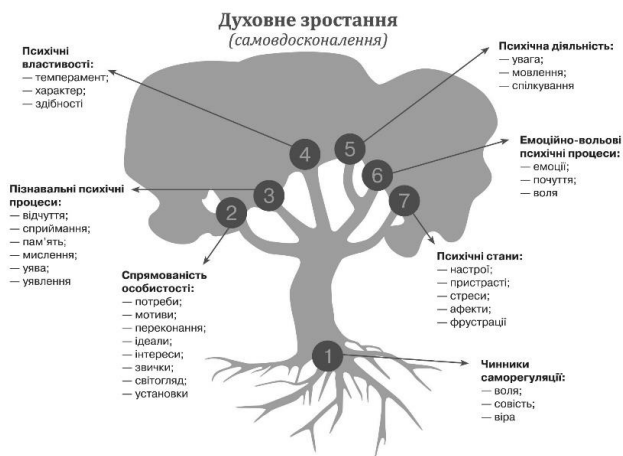 Духовне зростання
(самовдосконалення)
Психічні
властивості:
— темперамент;
— характер;
— здібності
Психічна діяльність:
— увага;
— мовлення;
— спілкування
Емоційно-вольові
психічні процеси:
— емоції;
— почуття;
— воля
Пізнавальні психічні
процеси:
— відчуття;
— сприймання;
— пам'ять;
— мислення;
— уява;
— уявлення
4
5
6
3
2
7
Спрямованість
особистості:
— потреби;
— мотиви;
— переконання;
— ідеали;
— інтереси;
— звички;
— світогляд;
— установки
Психічні стани:
— настрої;
— пристрасті;
— стреси;
— афекти;
— фрустрації
1
Чинники
саморегуляції:
— воля;
— совість;
— віра